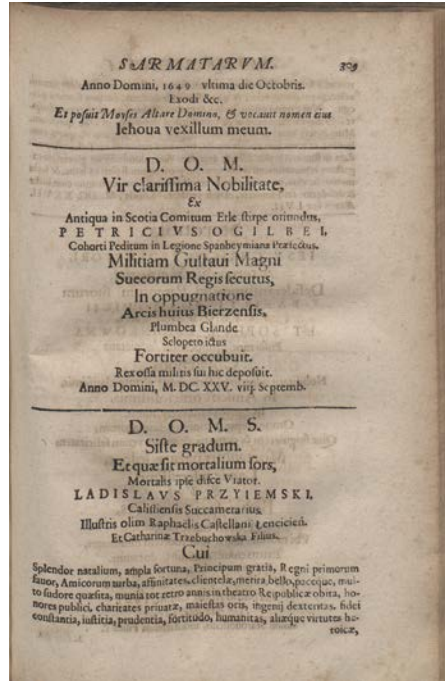 SARMATARVM. 309
Anno Domini, 1649 vltima die Octobris.
Exodi &c.
Et posuit Moyses Altare Domino, & vocauit nomen eius
Iehoua vexillum meum.
D. O. M.
Vir clarissima Nobilitate,
Ex
Antiqua in Scotia Comitum Erle stirpe oriundus,
PETRICIVS OGILBEI,
Cohorti Peditum in Legione Spanheymiana Præfectus.
Militiam Gustaui Magni
Suecorum Regis secutus,
In oppugnatione
Arcis huius Bierzensis,
Plumbea Glande
Sclopeto ictus
Fortiter occubuit.
Rex ossa militis sui hic deposuit.
Anno Domini, M. DC. XXV. viij. Septemb.
D. O. M. S.
Siste gradum.
Et quæ sit mortalium sors,
Mortalis ipse disce Viator.
LADISLAVS PRZYIEMSKI,
Calissiensis Succamerarius,
Illustris olim Raphaelis Castellani Lencicien.
Et Catharinæ Trzebuchowska Filius.
Cui
Splendor natalium, ampla fortuna, Principum gratia, Regni primorum
fauor, Amicorum turba, affinitates, clientelæ, merita bello, paceque, mul-
to sudore quæsita, munia tot retro annis in theatro Reipublicæ obita, ho-
nores publici, charitates priuatæ, maiestas oris, ingenij dexteritas, fidei
constantia, iustitia, prudentia, fortitudo, humanitas, aliæque virtutes he-
roicæ,